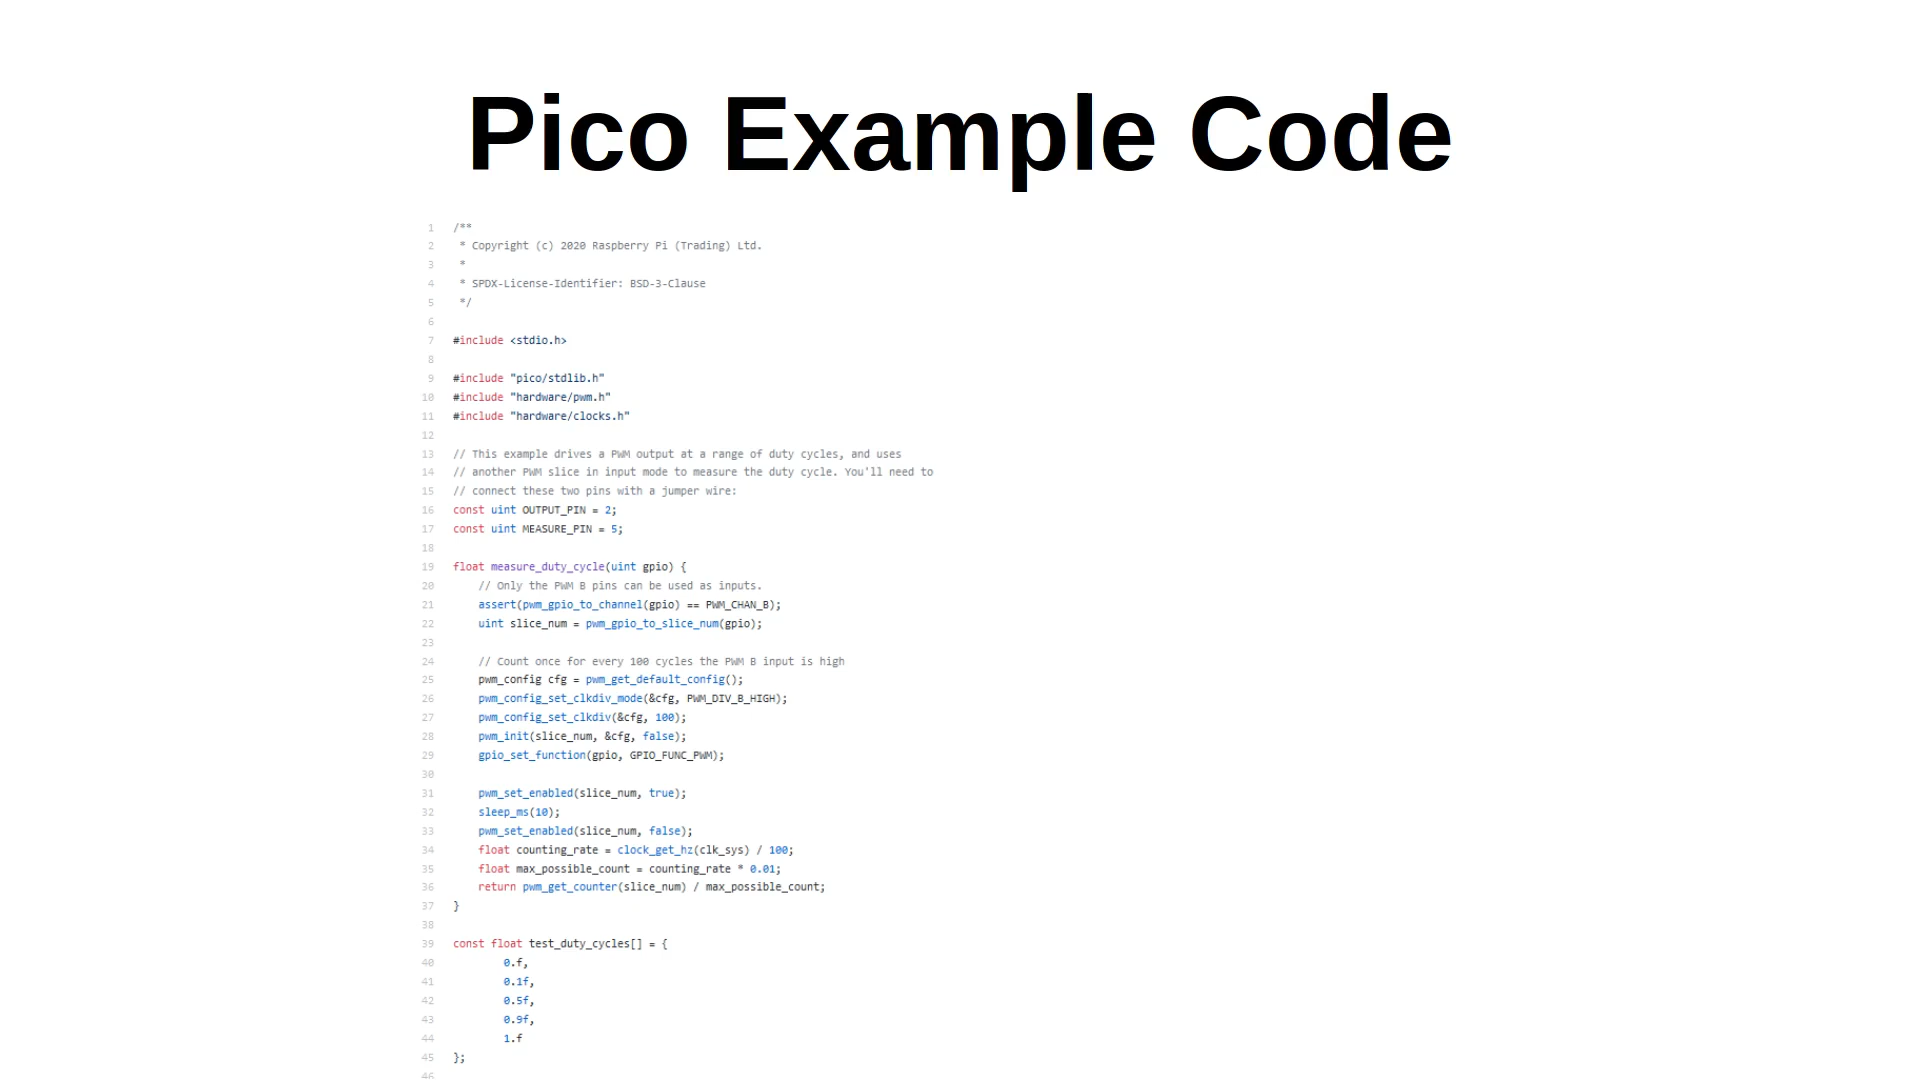 Pico Example Code
1 /**
2  * Copyright (c) 2020 Raspberry Pi (Trading) Ltd.
3  *
4  * SPDX-License-Identifier: BSD-3-Clause
5  */
6
7 #include <stdio.h>
8
9 #include "pico/stdlib.h"
10 #include "hardware/pwm.h"
11 #include "hardware/clocks.h"
12
13 // This example drives a PWM output at a range of duty cycles, and uses
14 // another PWM slice in input mode to measure the duty cycle. You'll need to
15 // connect these two pins with a jumper wire:
16 const uint OUTPUT_PIN = 2;
17 const uint MEASURE_PIN = 5;
18
19 float measure_duty_cycle(uint gpio) {
20     // Only the PWM B pins can be used as inputs.
21     assert(pwm_gpio_to_channel(gpio) == PWM_CHAN_B);
22     uint slice_num = pwm_gpio_to_slice_num(gpio);
23
24     // Count once for every 100 cycles the PWM B input is high
25     pwm_config cfg = pwm_get_default_config();
26     pwm_config_set_clkdiv_mode(&cfg, PWM_DIV_B_HIGH);
27     pwm_config_set_clkdiv(&cfg, 100);
28     pwm_init(slice_num, &cfg, false);
29     gpio_set_function(gpio, GPIO_FUNC_PWM);
30
31     pwm_set_enabled(slice_num, true);
32     sleep_ms(10);
33     pwm_set_enabled(slice_num, false);
34     float counting_rate = clock_get_hz(clk_sys) / 100;
35     float max_possible_count = counting_rate * 0.01;
36     return pwm_get_counter(slice_num) / max_possible_count;
37 }
38
39 const float test_duty_cycles[] = {
40         0.f,
41         0.1f,
42         0.5f,
43         0.9f,
44         1.f
45 };
46